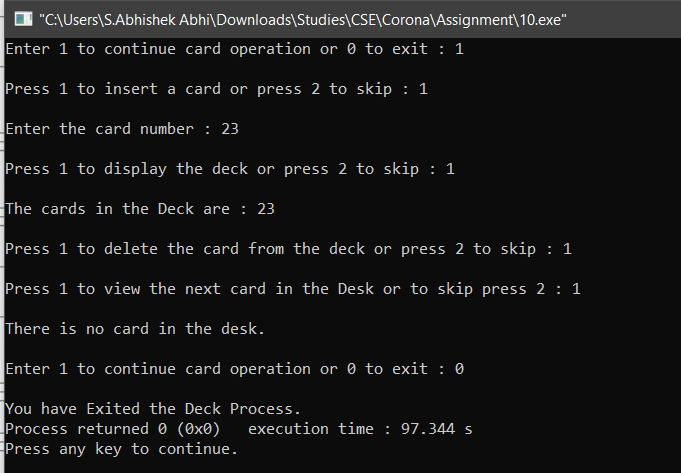 "C:\Users\S.Abhishek Abhi\Downloads\Studies\CSE\Corona\Assignment\10.exe"
Enter 1 to continue card operation or 0 to exit : 1
Press 1 to insert a card or press 2 to skip : 1
Enter the card number : 23
Press 1 to display the deck or press 2 to skip : 1
The cards in the Deck are : 23
Press 1 to delete the card from the deck or press 2 to skip : 1
Press 1 to view the next card in the Desk or to skip press 2 : 1
There is no card in the desk.
Enter 1 to continue card operation or 0 to exit : 0
You have Exited the Deck Process.
Process returned 0 (0x0)   execution time : 97.344 s
Press any key to continue.